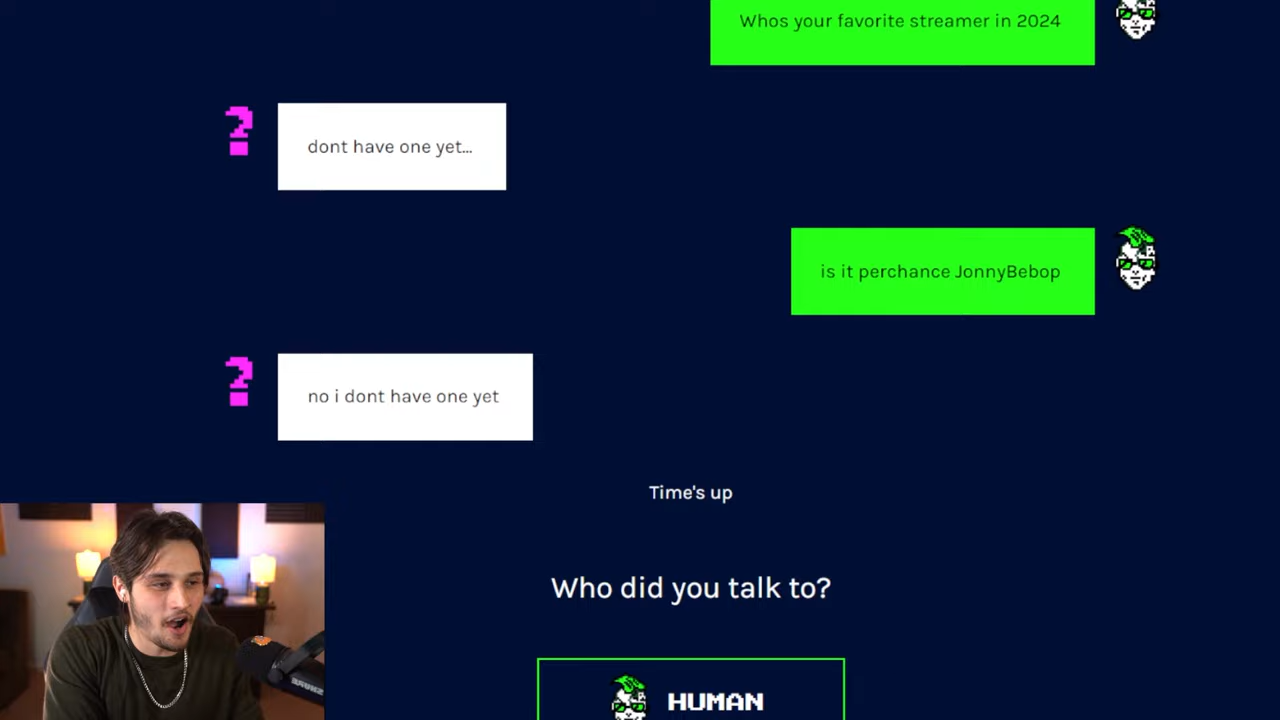 Whos your favorite streamer in 2024
dont have one yet...
is it perchance JonnyBebop
no i dont have one yet
Time's up
Who did you talk to?
HUMAN